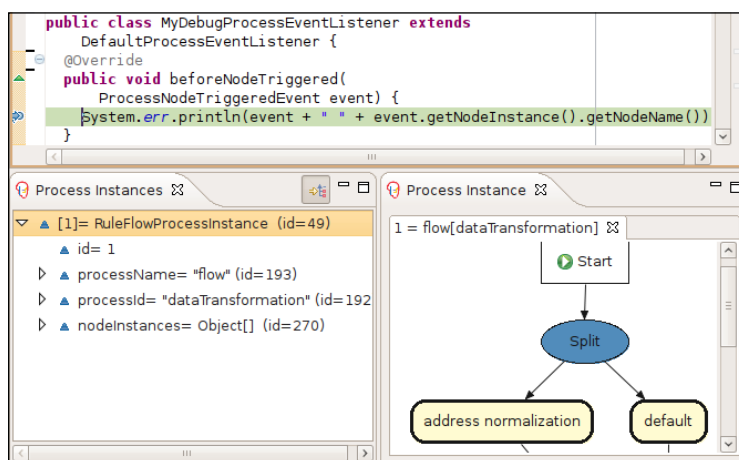 public class MyDebugProcessEventListener extends
DefaultProcessEventListener {
@Override
public void beforeNodeTriggered(
ProcessNodeTriggeredEvent event) {
System.err.println(event + " " + event.getNodeInstance().getNodeName())
}
Process Instances
[1]= RuleFlowProcessInstance (id=49)
id= 1
processName= "flow" (id=193)
processId= "dataTransformation" (id=192
nodeInstances= Object[] (id=270)
Process Instance
1 = flow[dataTransformation]
Start
Split
address normalization
default